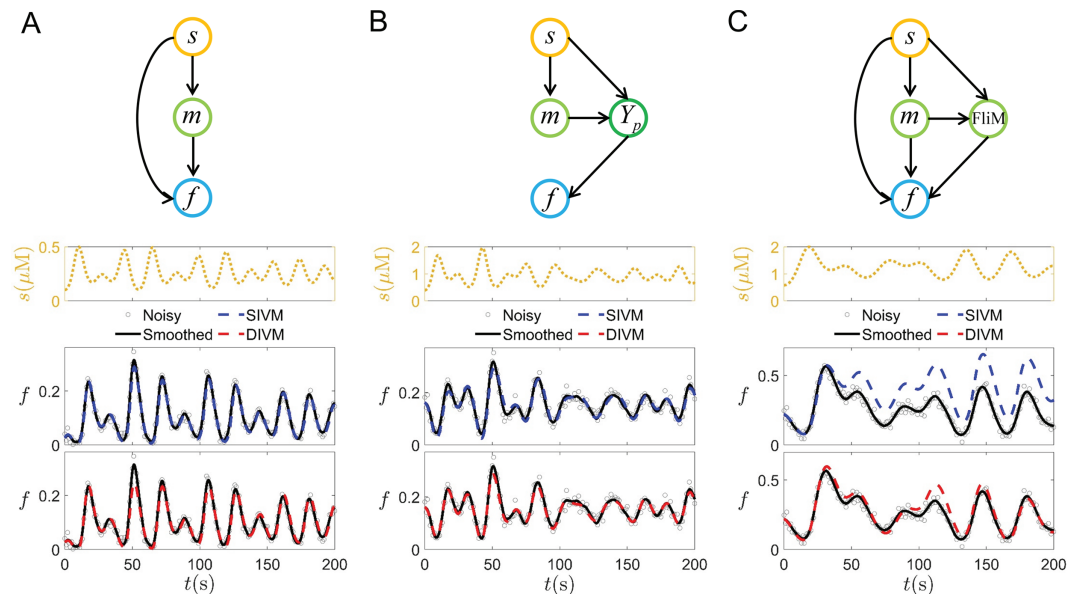 A
s
m
f
s(μM)
0.5
0
Noisy
SIVM
Smoothed
DIVM
f
0.2
0
f
0.2
0
0
50
100
150
200
t(s)
B
s
m
Yp
f
s(μM)
2
1
0
Noisy
SIVM
Smoothed
DIVM
f
0.2
0
f
0.2
0
0
50
100
150
200
t(s)
C
s
m
FliM
f
s(μM)
2
1
0
Noisy
SIVM
Smoothed
DIVM
f
0.5
0
f
0.5
0
0
50
100
150
200
t(s)